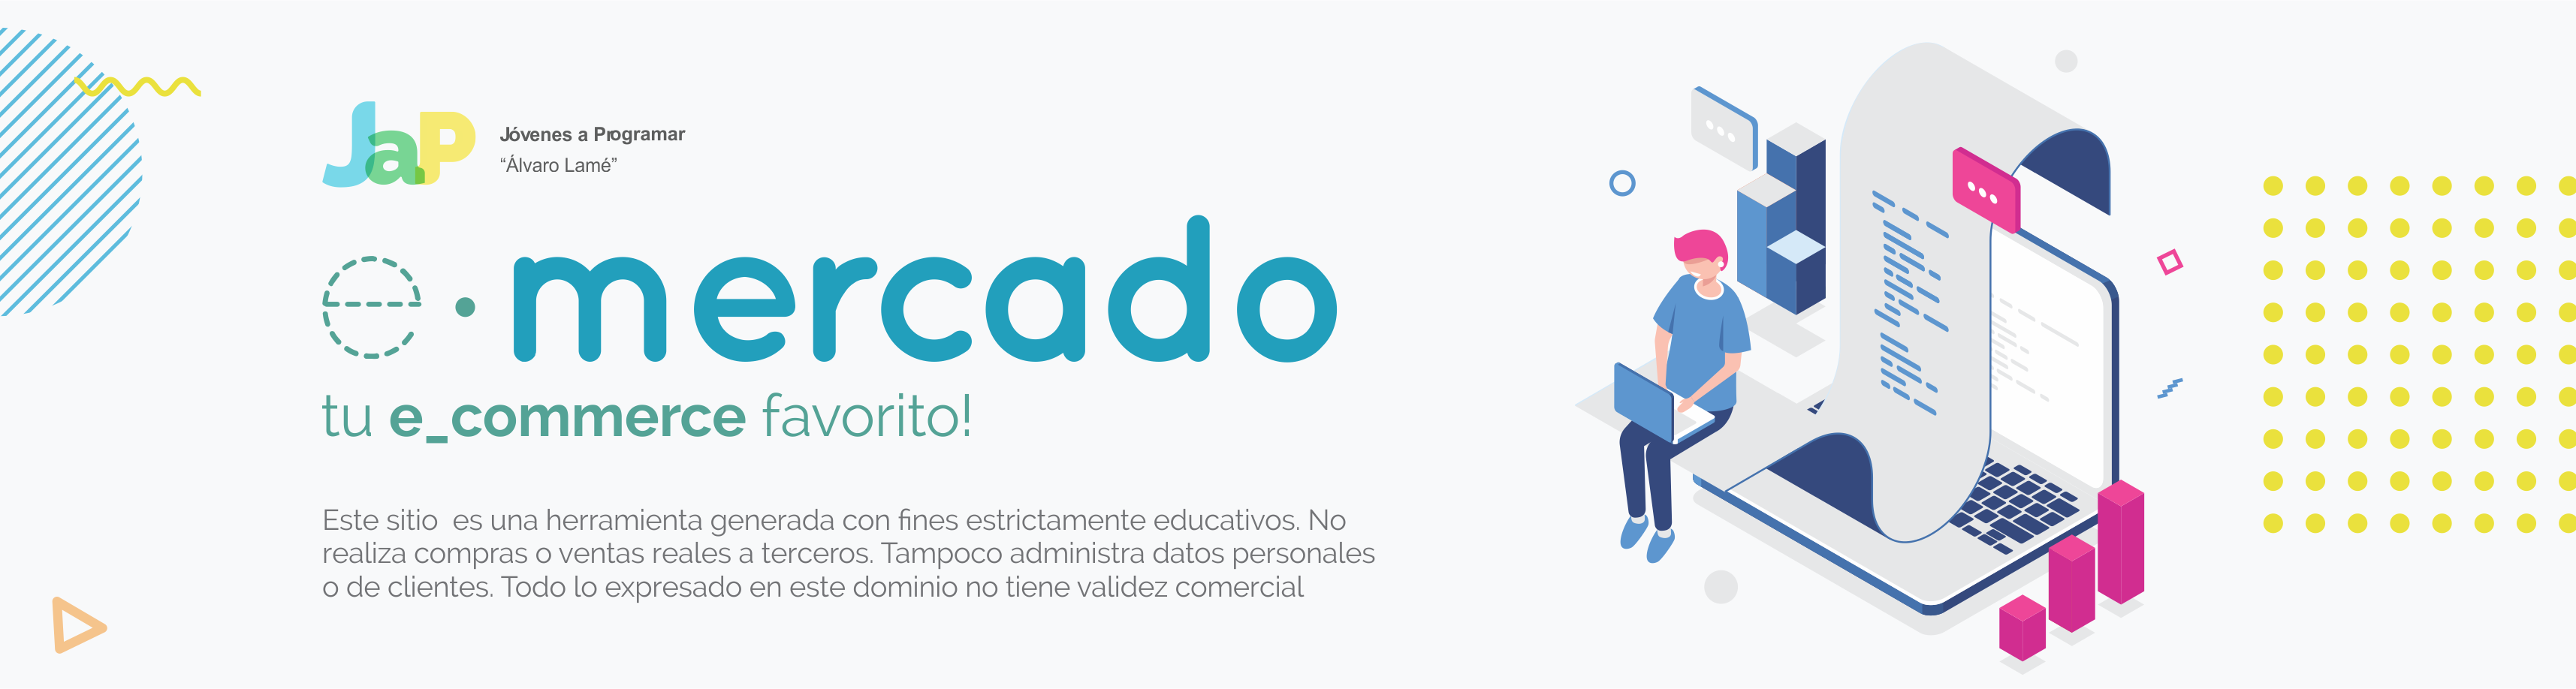 JaP
Jóvenes a Programar
“Álvaro Lamé”
e · mercado
tu e_commerce favorito!
Este sitio  es una herramienta generada con fines estrictamente educativos. No
realiza compras o ventas reales a terceros. Tampoco administra datos personales
o de clientes. Todo lo expresado en este dominio no tiene validez comercial